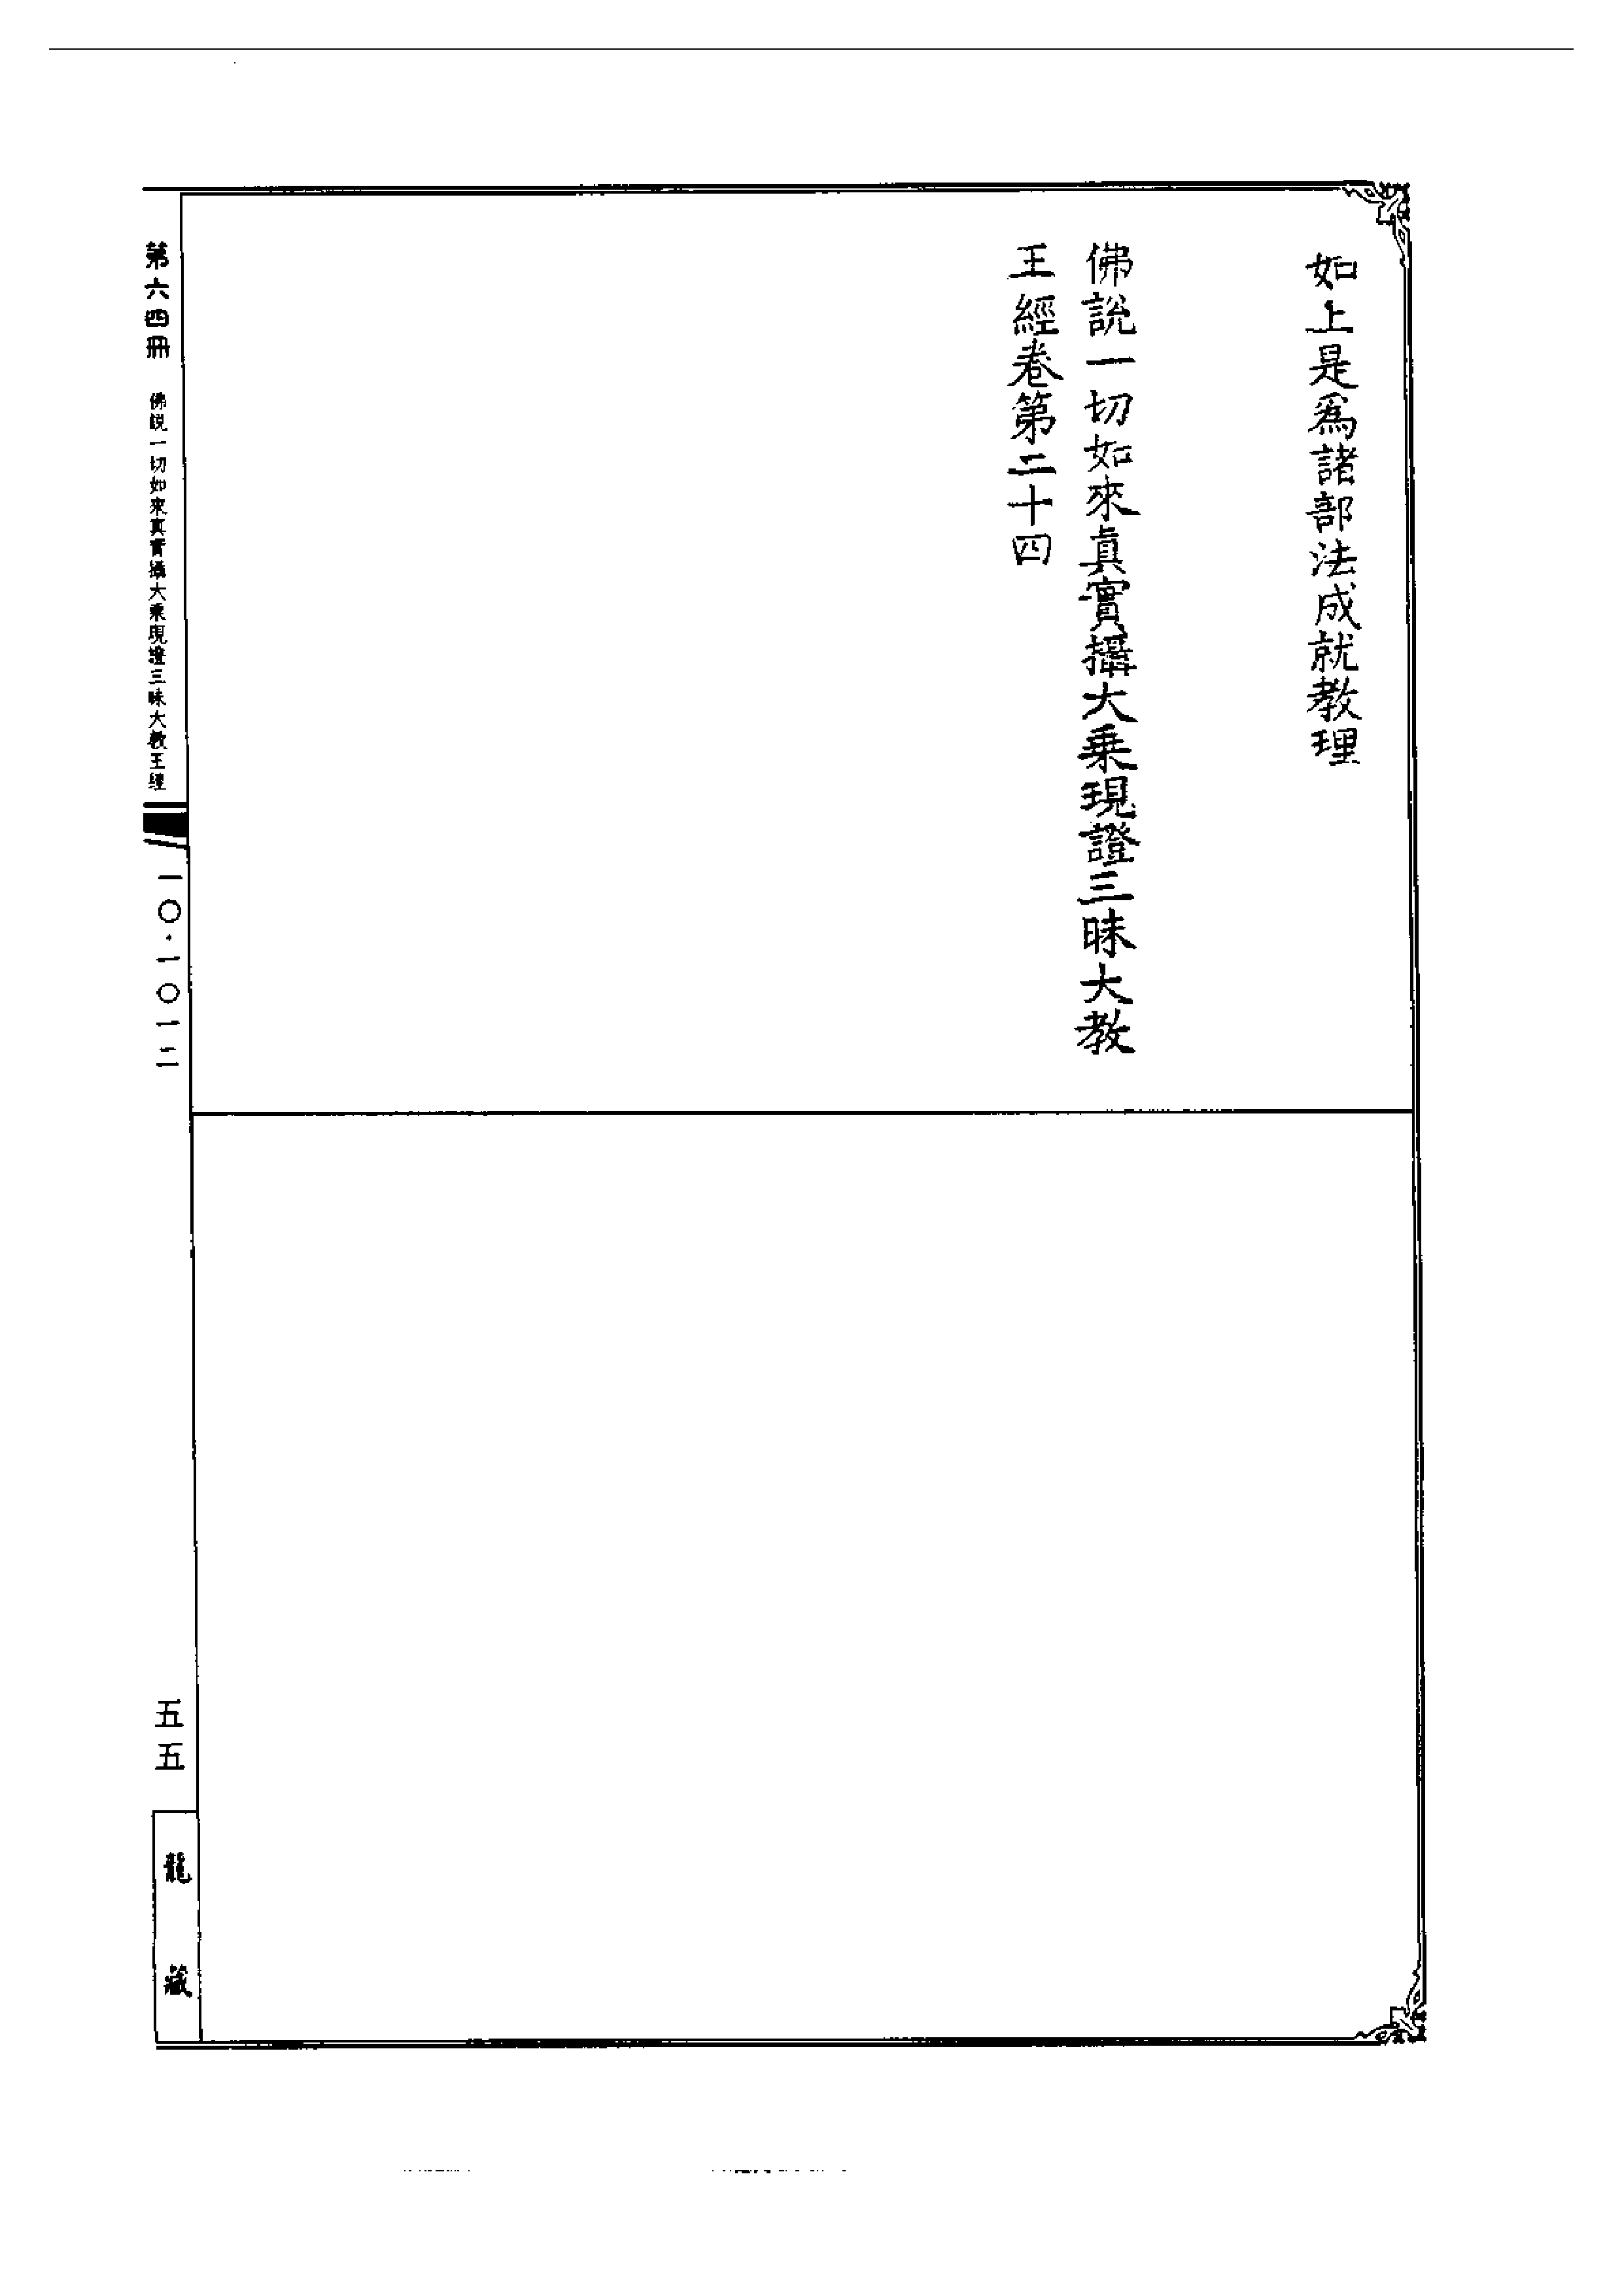 如上是爲諸部法成就教理
佛說一切如來真實攝大乘現證三昧大教
王經卷第二十四
第六四冊　佛說一切如來真實攝大乘現證三昧大教王經
一〇·一〇一二
五五
龍藏